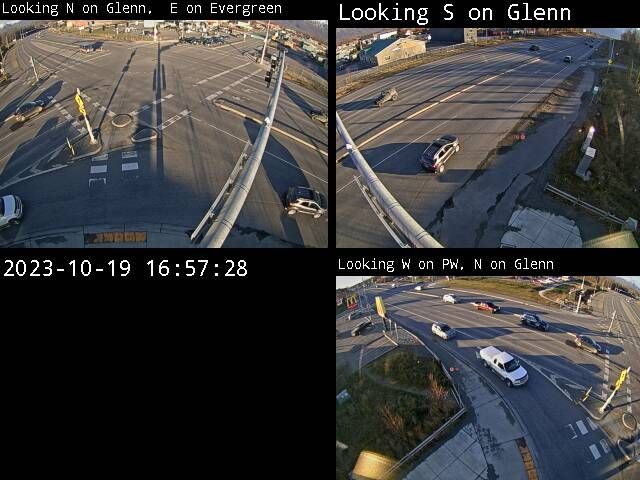 Looking N on Glenn,  E on Evergreen
Looking S on Glenn
2023-10-19 16:57:28
Looking W on PW, N on Glenn